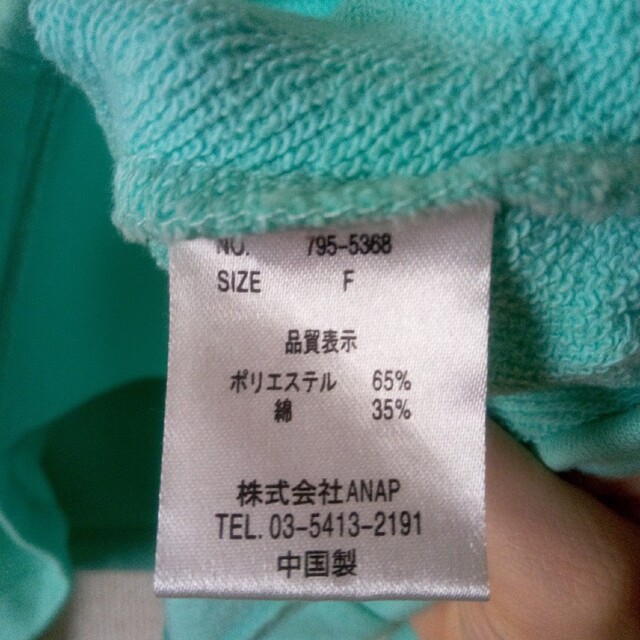 NO. 795-5368
SIZE F
品質表示
ポリエステル 65%
綿 35%
株式会社ANAP
TEL. 03-5413-2191
中国製